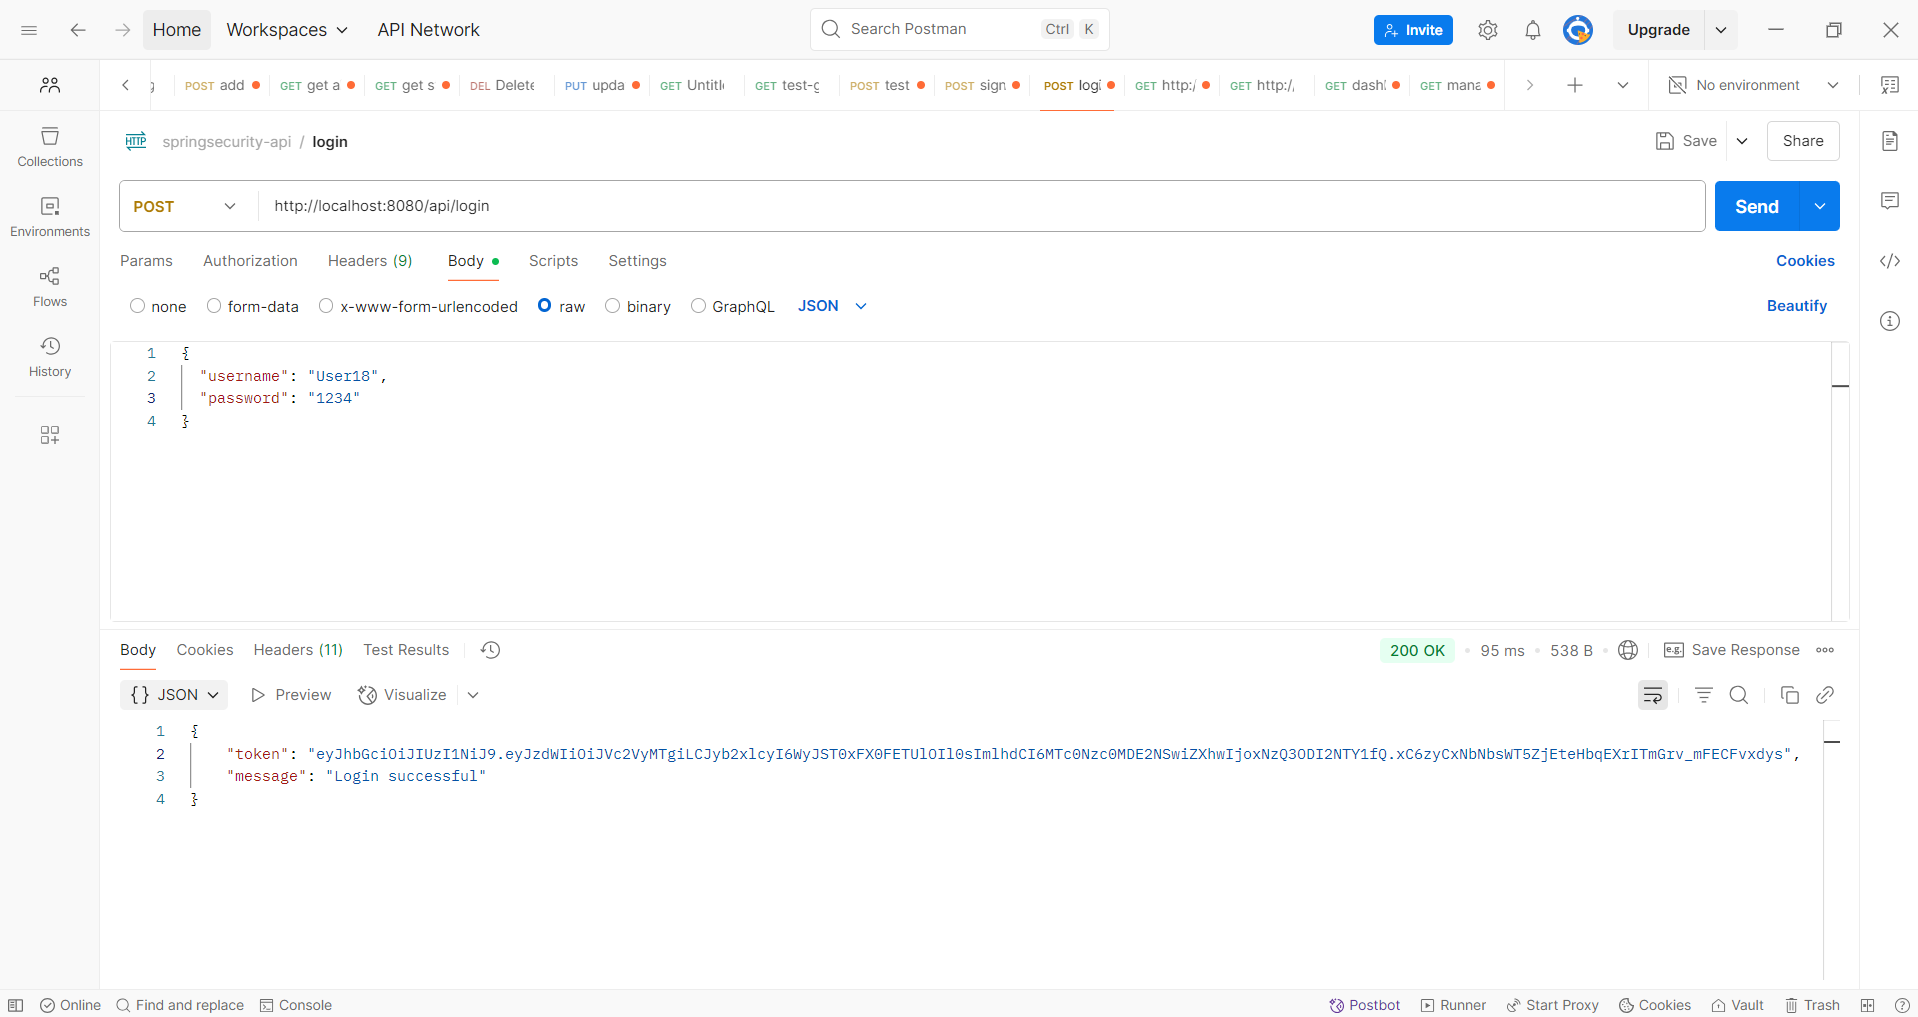 Home Workspaces API Network Search Postman Ctrl K Invite Upgrade
POST add GET get a GET get s DEL Delete PUT upda GET Untitl GET test-g POST test POST sign POST logi GET http:/ GET http:/ GET dash GET mana No environment
HTTP springsecurity-api / login Save Share
POST http://localhost:8080/api/login Send
Params Authorization Headers (9) Body Scripts Settings Cookies
none form-data x-www-form-urlencoded raw binary GraphQL JSON Beautify
Collections
Environments
Flows
History
1 {
2 "username": "User18",
3 "password": "1234"
4 }
Body Cookies Headers (11) Test Results 200 OK 95 ms 538 B e.g. Save Response
{} JSON Preview Visualize
1 {
2 "token": "eyJhbGciOiJIUzI1NiJ9.eyJzdWIiOiJVc2VyMTgiLCJyb2xlcyI6WyJST0xFX0FETUlOIl0sImlhdCI6MTc0Nzc0MDE2NSwiZXhwIjoxNzQ3ODI2NTY1fQ.xC6zyCxNbNbsWT5ZjEteHbqEXrITmGrv_mFECFvxdys",
3 "message": "Login successful"
4 }
Online Find and replace Console Postbot Runner Start Proxy Cookies Vault Trash